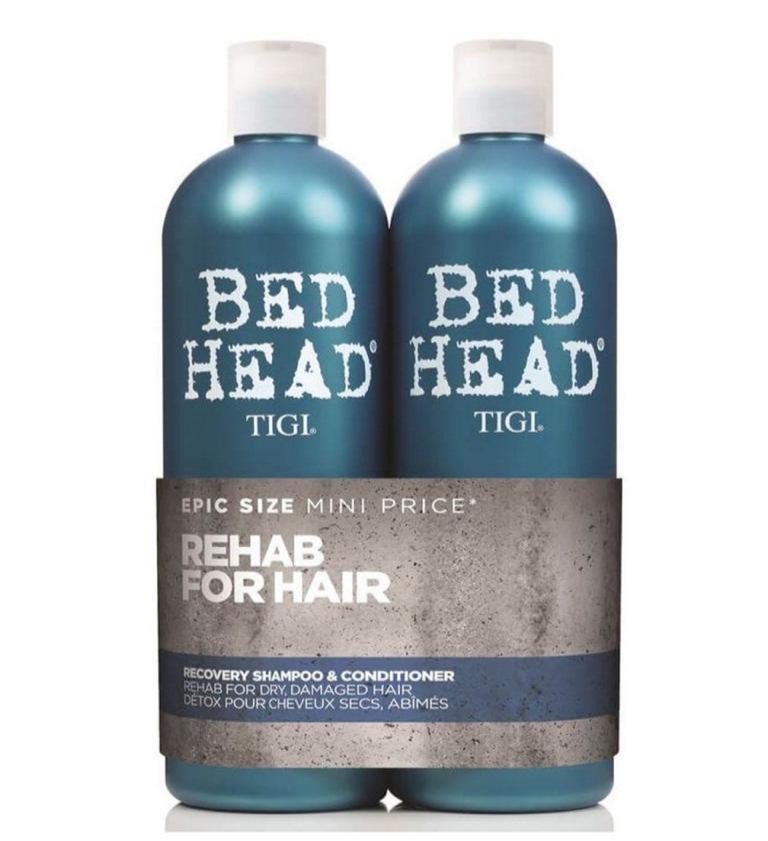 BED
HEAD®
TIGI®
BED
HEAD®
TIGI®
EPIC SIZE MINI PRICE*
REHAB
FOR HAIR
RECOVERY SHAMPOO & CONDITIONER
REHAB FOR DRY, DAMAGED HAIR
DÉTOX POUR CHEVEUX SECS, ABÎMÉS